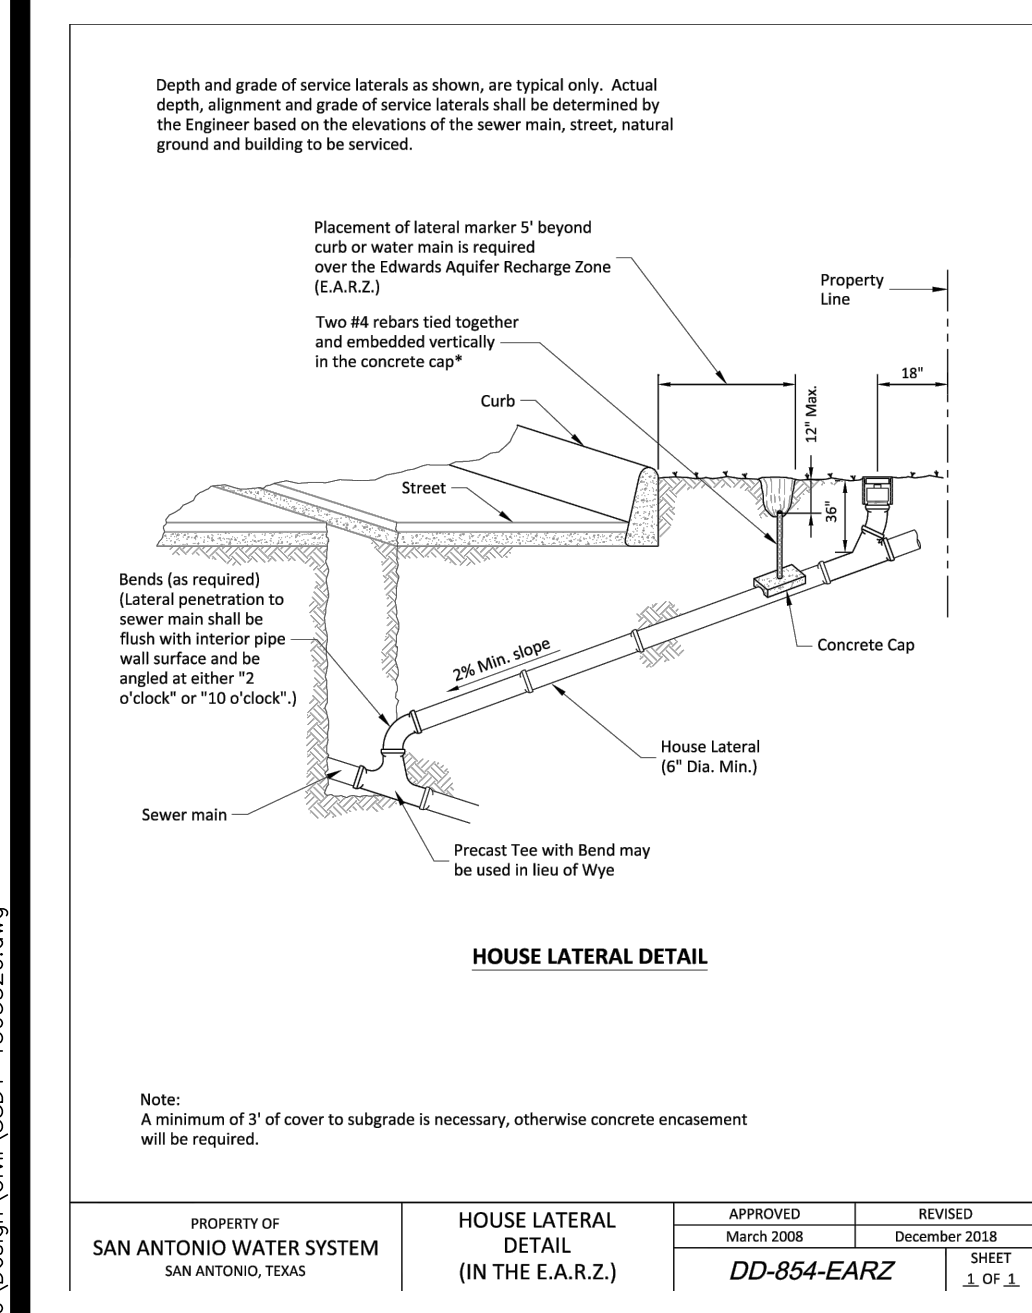 Depth and grade of service laterals as shown, are typical only. Actual
depth, alignment and grade of service laterals shall be determined by
the Engineer based on the elevations of the sewer main, street, natural
ground and building to be serviced.
Placement of lateral marker 5' beyond
curb or water main is required
over the Edwards Aquifer Recharge Zone
(E.A.R.Z.)
Property
Line
Two #4 rebars tied together
and embedded vertically
in the concrete cap*
18"
12" Max.
Curb
Street
36"
Bends (as required)
(Lateral penetration to
sewer main shall be
flush with interior pipe
wall surface and be
angled at either "2
o'clock" or "10 o'clock".)
2% Min. slope
Concrete Cap
House Lateral
(6" Dia. Min.)
Sewer main
Precast Tee with Bend may
be used in lieu of Wye
HOUSE LATERAL DETAIL
Note:
A minimum of 3' of cover to subgrade is necessary, otherwise concrete encasement
will be required.
PROPERTY OF
SAN ANTONIO WATER SYSTEM
SAN ANTONIO, TEXAS
HOUSE LATERAL
DETAIL
(IN THE E.A.R.Z.)
APPROVED
March 2008
REVISED
December 2018
DD-854-EARZ
SHEET
1 OF 1